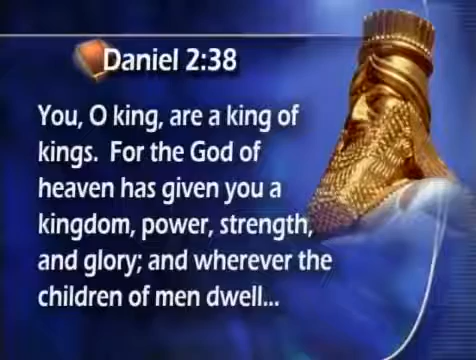 Daniel 2:38
You, O king, are a king of
kings.  For the God of
heaven has given you a
kingdom, power, strength,
and glory; and wherever the
children of men dwell...